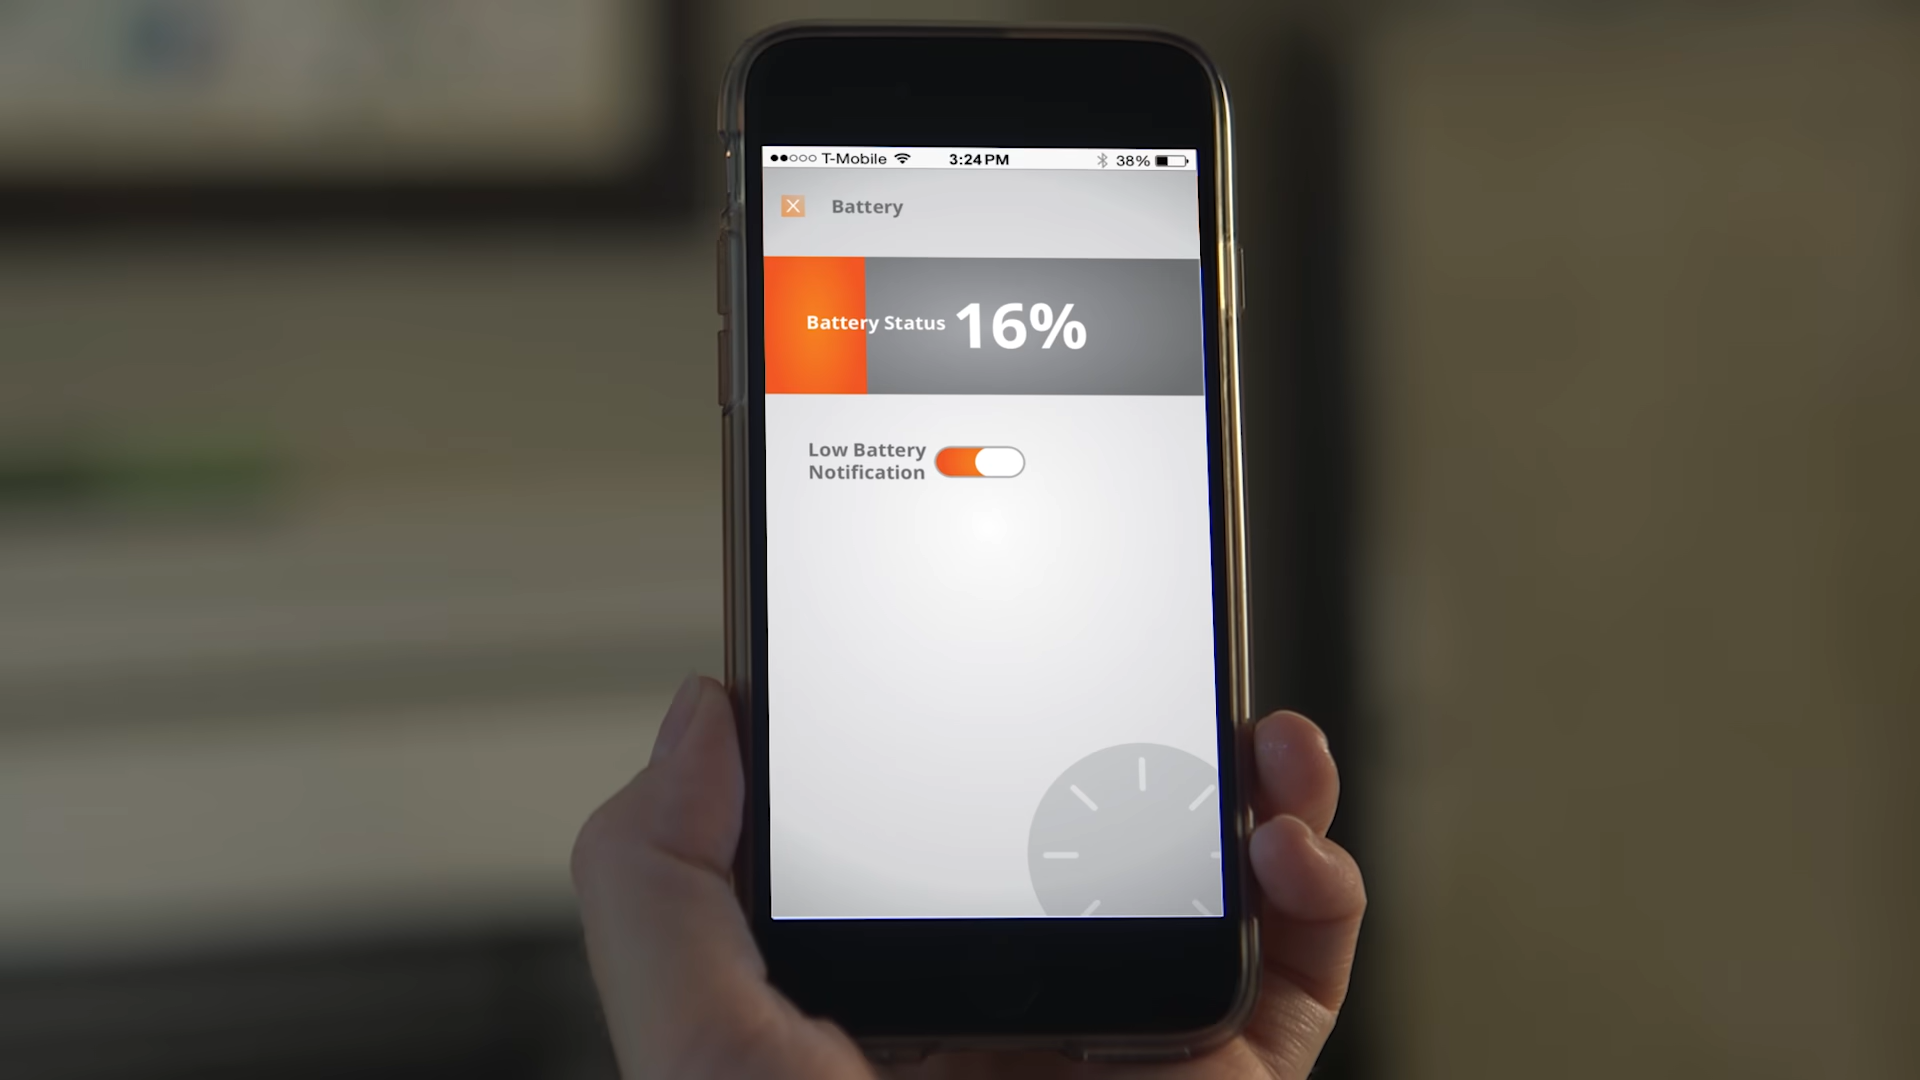 T-Mobile 3:24 PM 38%
Battery
Battery Status 16%
Low Battery
Notification